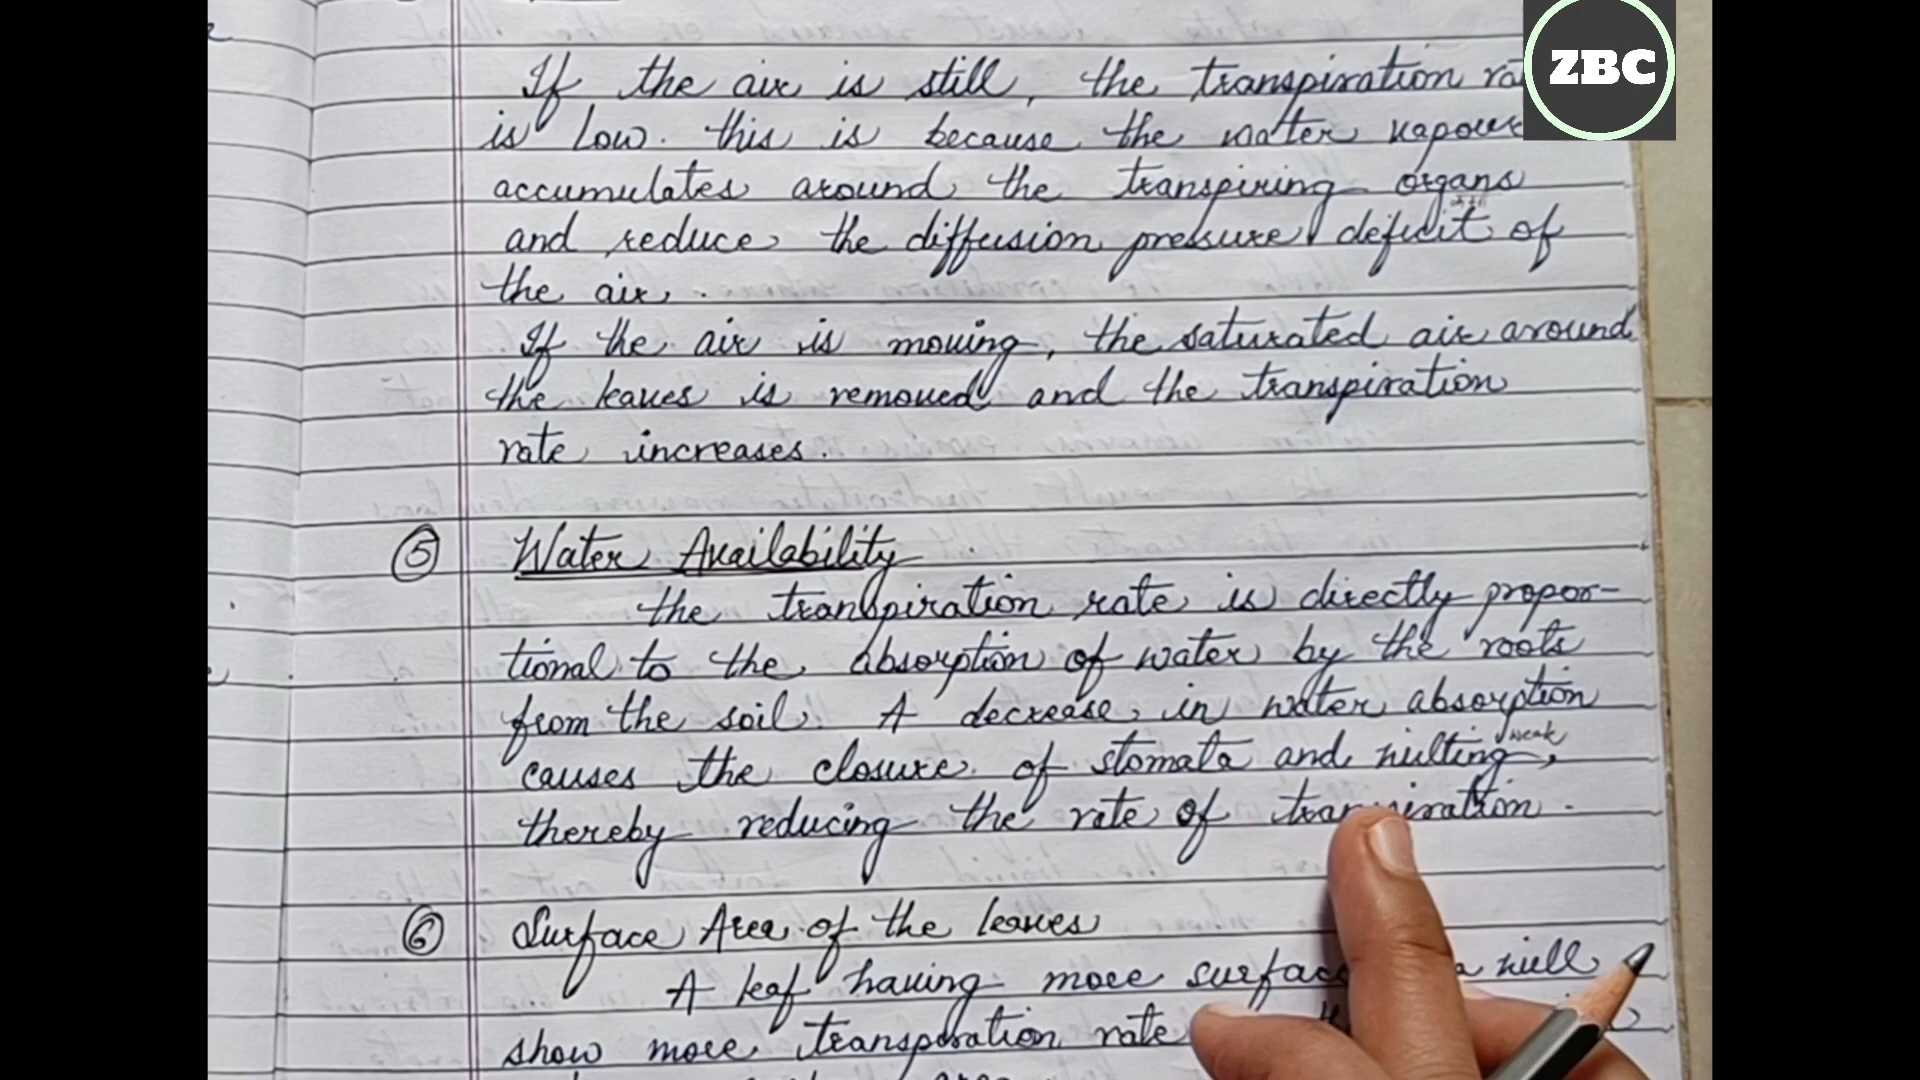 ZBC
If the air is still, the transpiration ra
is low. this is because the water vapour
accumulates around the transpiring organs
and reduce the diffusion pressure deficit of
the air.
If the air is moving, the saturated air around
the leaves is removed and the transpiration
rate increases.
⑤ Water Availability
the transpiration rate is directly propor-
tional to the absorption of water by the roots
from the soil. A decrease in water absorption
weak
causes the closure of stomata and wilting,
thereby reducing the rate of transpiration.
⑥ Surface Area of the leaves
A leaf having more surface will
show more transporation rate
area